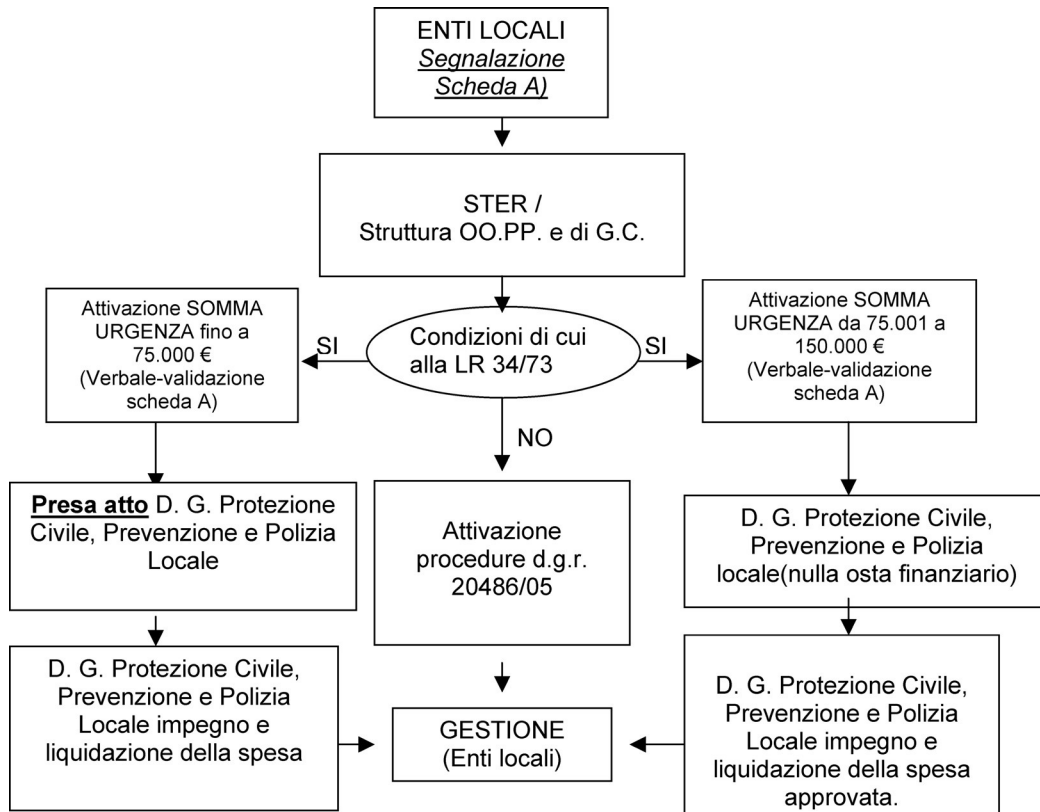 ENTI LOCALI
Segnalazione
Scheda A)
STER /
Struttura OO.PP. e di G.C.
Attivazione SOMMA
URGENZA fino a
75.000 €
(Verbale-validazione
scheda A)
SI
Condizioni di cui
alla LR 34/73
SI
Attivazione SOMMA
URGENZA da 75.001 a
150.000 €
(Verbale-validazione
scheda A)
NO
Presa atto D. G. Protezione
Civile, Prevenzione e Polizia
Locale
Attivazione
procedure d.g.r.
20486/05
D. G. Protezione Civile,
Prevenzione e Polizia
locale(nulla osta finanziario)
D. G. Protezione Civile,
Prevenzione e Polizia
Locale impegno e
liquidazione della spesa
GESTIONE
(Enti locali)
D. G. Protezione Civile,
Prevenzione e Polizia
Locale impegno e
liquidazione della spesa
approvata.